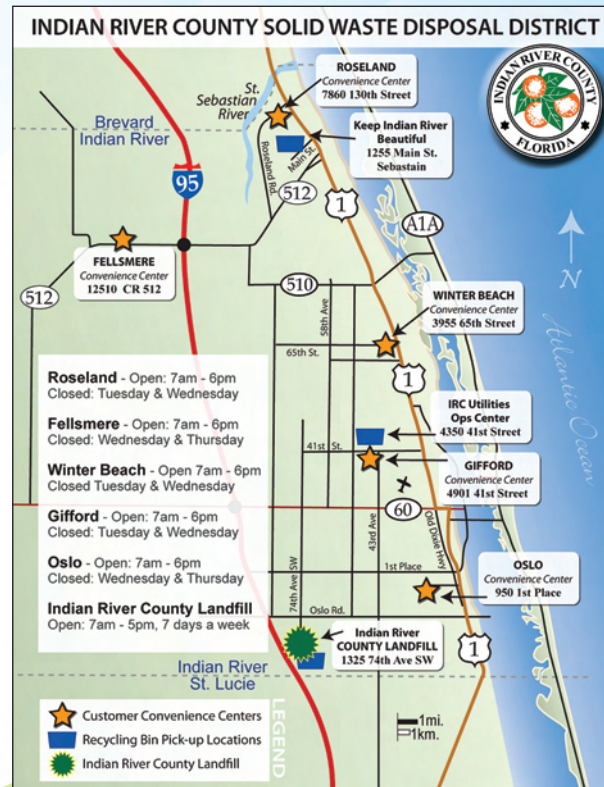 INDIAN RIVER COUNTY SOLID WASTE DISPOSAL DISTRICT
INDIAN RIVER COUNTY
FLORIDA
ROSELAND
Convenience Center
7860 130th Street
St.
Sebastian
River
Brevard
Indian River
Keep Indian River
Beautiful
1255 Main St.
Sebastain
Roseland Rd.
Main St.
95
512
1
A1A
N
FELLSMERE
Convenience Center
12510 CR 512
512
510
58th Ave
WINTER BEACH
Convenience Center
3955 65th Street
65th St.
1
Atlantic Ocean
Roseland - Open: 7am - 6pm
Closed: Tuesday & Wednesday
Fellsmere - Open: 7am - 6pm
Closed: Wednesday & Thursday
Winter Beach - Open 7am - 6pm
Closed Tuesday & Wednesday
Gifford - Open: 7am - 6pm
Closed: Tuesday & Wednesday
Oslo - Open: 7am - 6pm
Closed: Wednesday & Thursday
Indian River County Landfill
Open: 7am - 5pm, 7 days a week
IRC Utilities
Ops Center
4350 41st Street
41st St.
GIFFORD
Convenience Center
4901 41st Street
60
Old Dixie Hwy
43rd Ave
74th Ave SW
1st Place
OSLO
Convenience Center
950 1st Place
Oslo Rd.
Indian River
COUNTY LANDFILL
1325 74th Ave SW
1
Indian River
St. Lucie
LEGEND
Customer Convenience Centers
Recycling Bin Pick-up Locations
Indian River County Landfill
1mi.
1km.